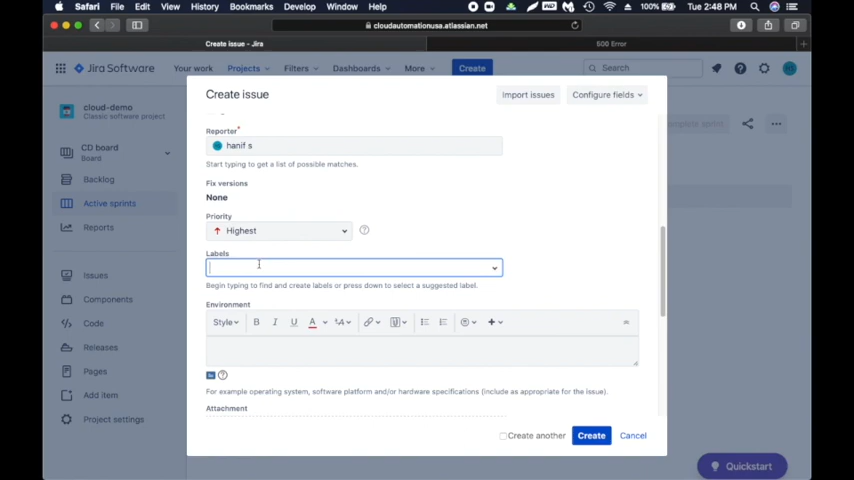 Safari File Edit View History Bookmarks Develop Window Help 100% Tue 2:48 PM
cloudautomationusa.atlassian.net
Create issue - Jira 500 Error
Jira Software Your work Projects Filters Dashboards More Create Search
cloud-demo
Classic software project
CD board
Board
Backlog
Active sprints
Reports
Issues
Components
Code
Releases
Pages
Add item
Project settings
Create issue Import issues Configure fields
Reporter*
hanif s
Start typing to get a list of possible matches.
Fix versions
None
Priority
Highest
Labels
Begin typing to find and create labels or press down to select a suggested label.
Environment
Style B I U A
For example operating system, software platform and/or hardware specifications (include as appropriate for the issue).
Attachment
Create another Create Cancel
Quickstart